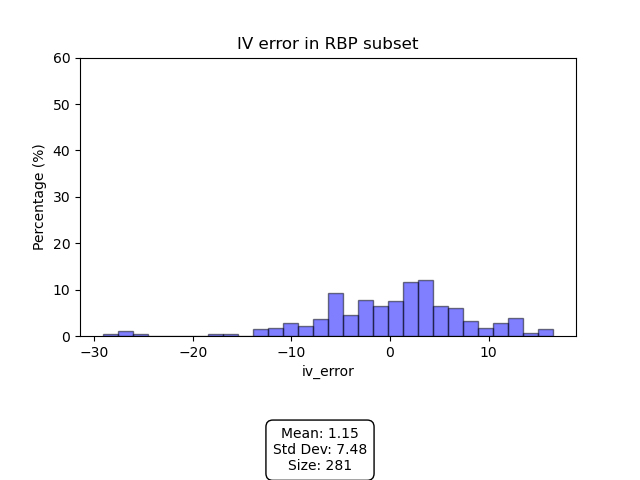 IV error in RBP subset
60
50
40
30
20
10
0
Percentage (%)
−30 −20 −10 0 10
iv_error
Mean: 1.15
Std Dev: 7.48
Size: 281